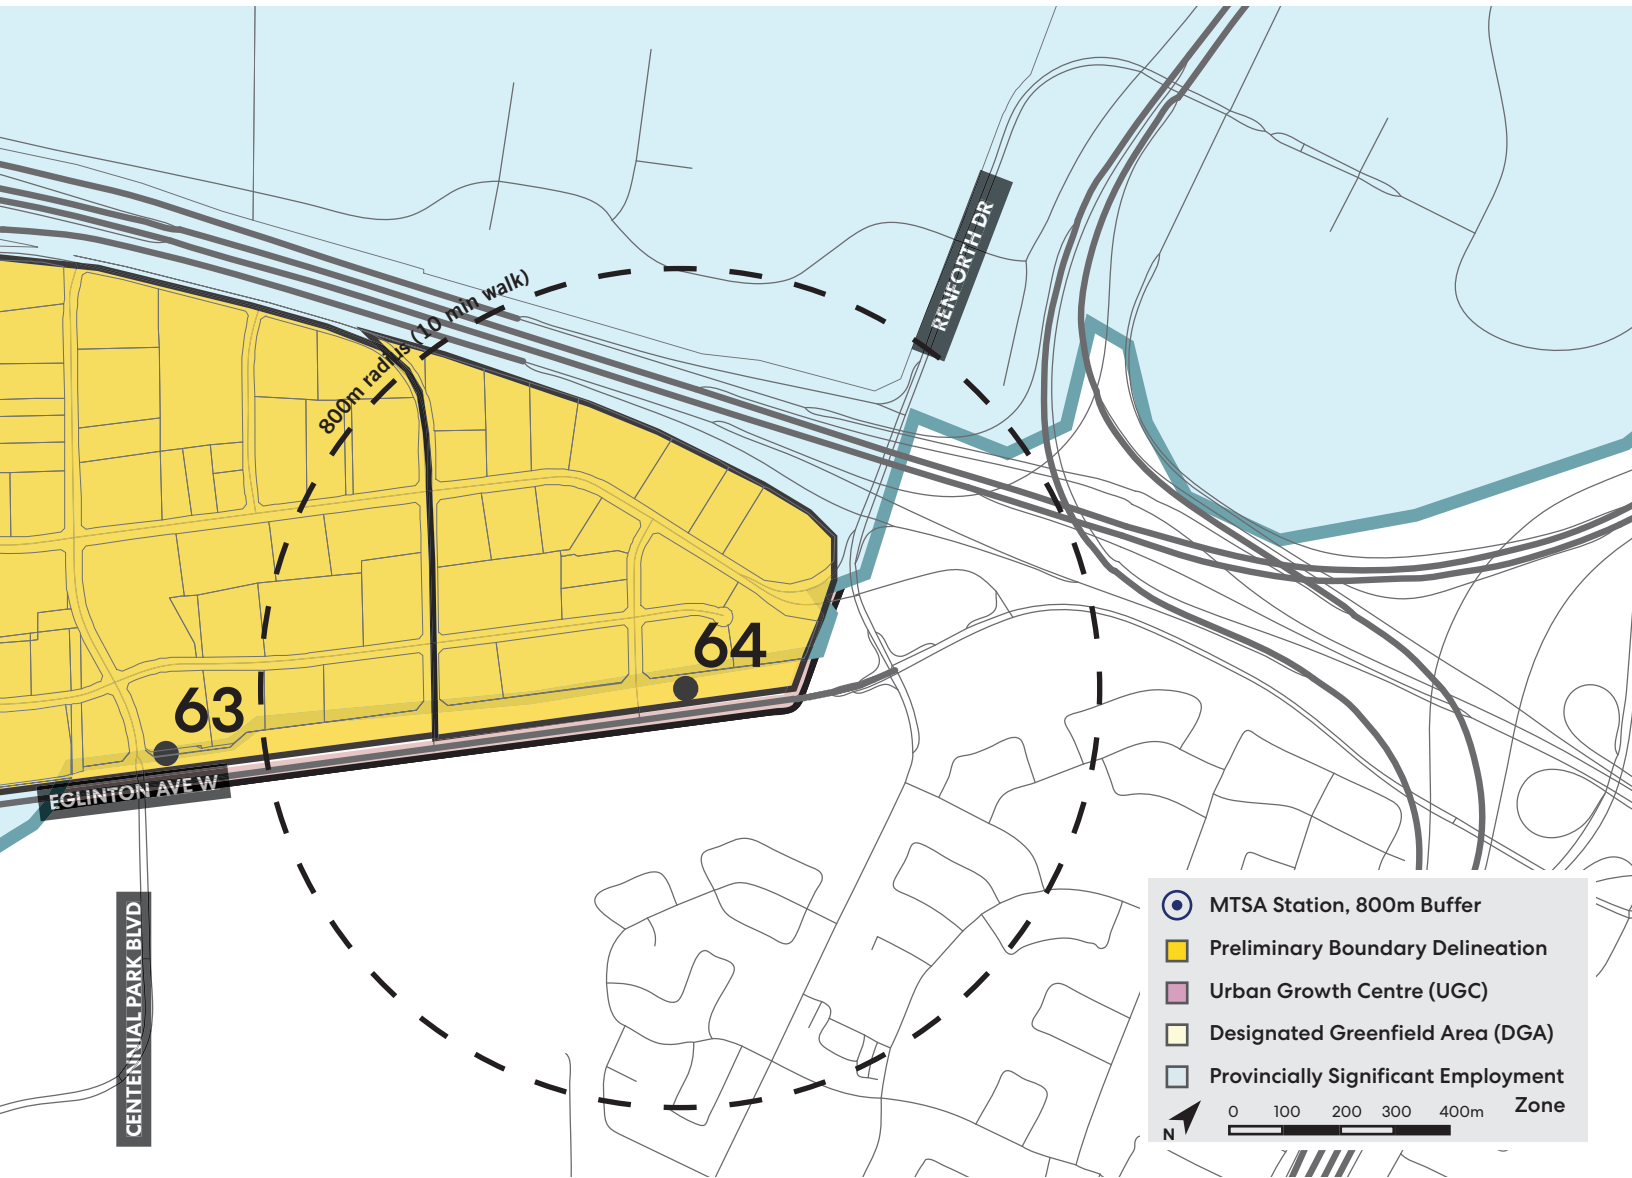 RENFORTH DR
800m radius (10 min walk)
64
63
EGLINTON AVE W
CENTENNIAL PARK BLVD
MTSA Station, 800m Buffer
Preliminary Boundary Delineation
Urban Growth Centre (UGC)
Designated Greenfield Area (DGA)
Provincially Significant Employment
Zone
0 100 200 300 400m
N